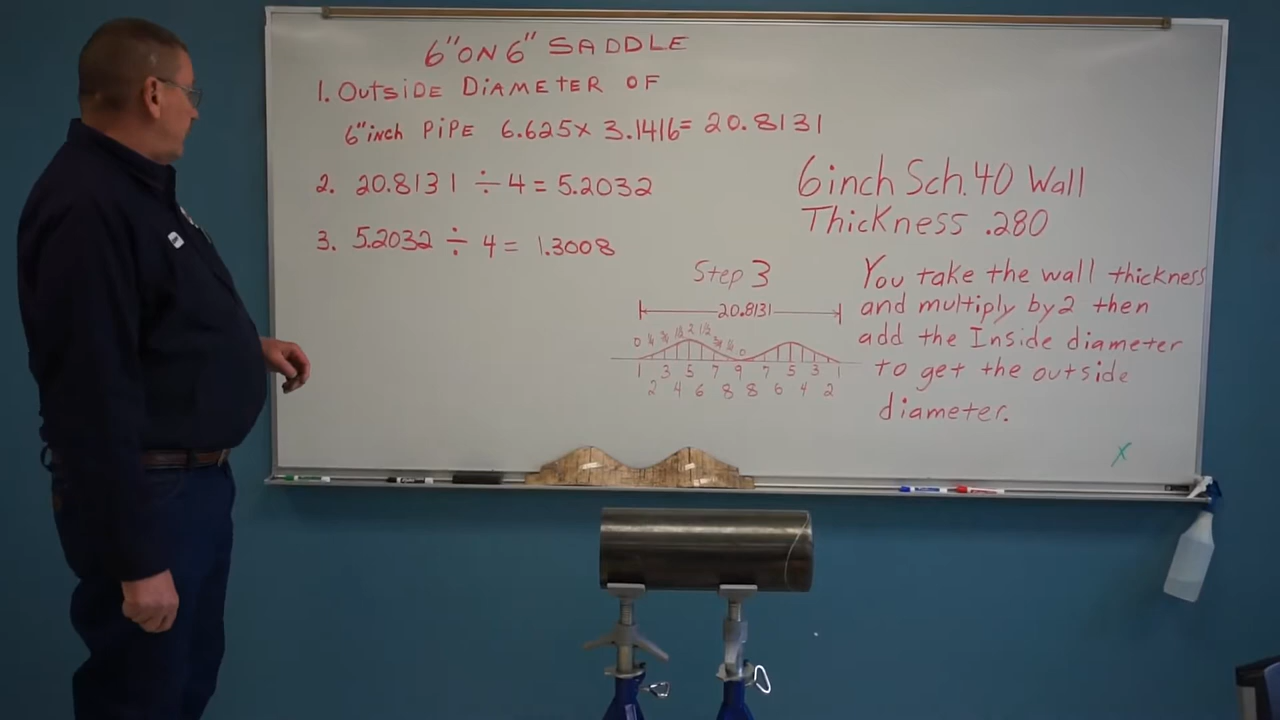 6" ON 6" SADDLE
1. OutSIDE DiAMETER OF
6"inch PiPE 6.625x 3.1416= 20.8131
2. 20.8131 ÷ 4 = 5.2032
3. 5.2032 ÷ 4 = 1.3008
6inch Sch.40 Wall
Thickness .280
You take the wall thickness
and multiply by 2 then
add the Inside diameter
to get the outside
diameter.
Step 3
20.8131
1 3 5 7 9 7 5 3 1
2 4 6 8 8 6 4 2
X